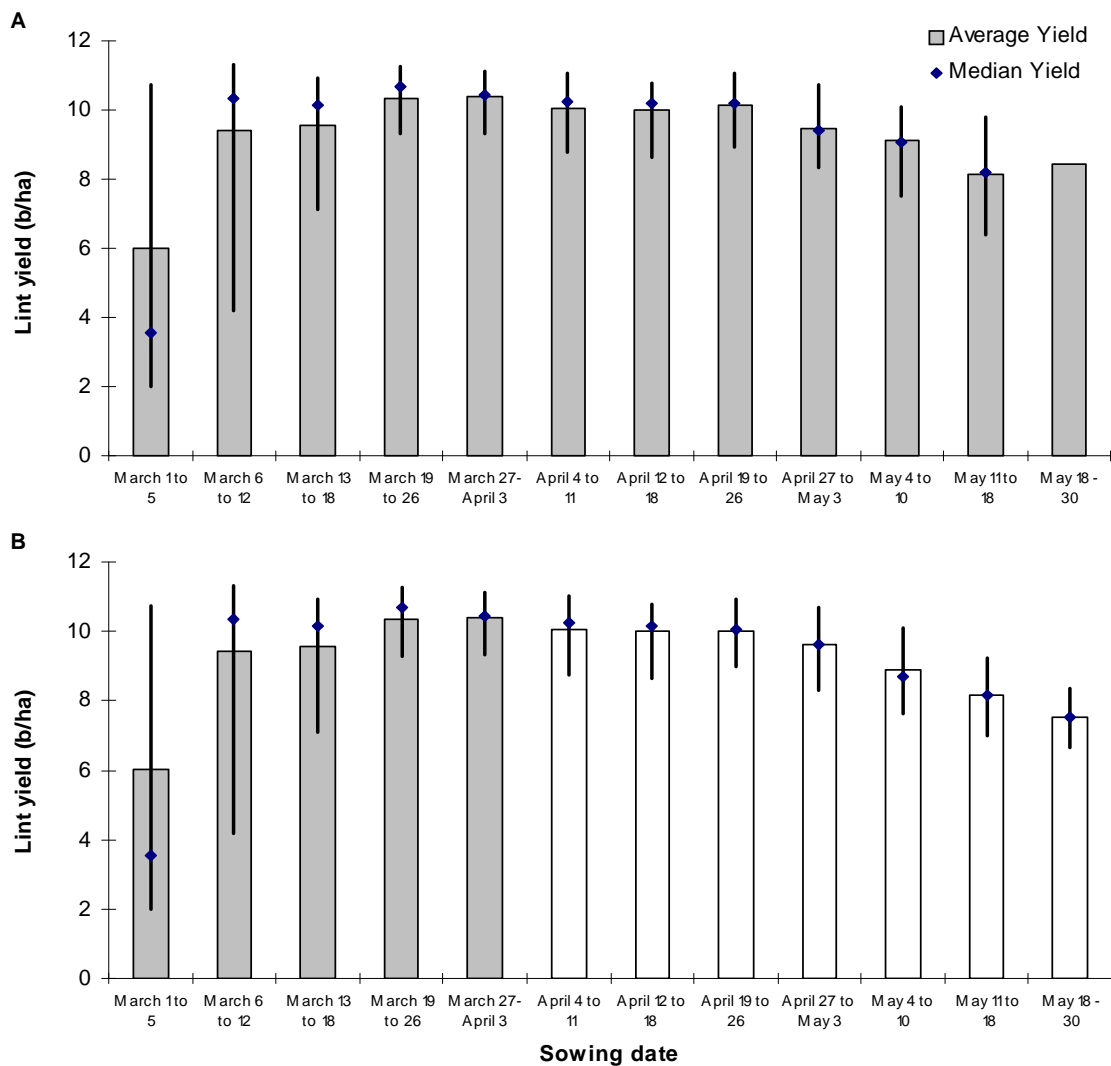 A
Average Yield
Median Yield
12
10
8
6
4
2
0
Lint yield (b/ha)
March 1 to
5
March 6
to 12
March 13
to 18
March 19
to 26
March 27-
April 3
April 4 to
11
April 12 to
18
April 19 to
26
April 27 to
May 3
May 4 to
10
May 11 to
18
May 18 -
30
B
12
10
8
6
4
2
0
Lint yield (b/ha)
March 1 to
5
March 6
to 12
March 13
to 18
March 19
to 26
March 27-
April 3
April 4 to
11
April 12 to
18
April 19 to
26
April 27 to
May 3
May 4 to
10
May 11 to
18
May 18 -
30
Sowing date